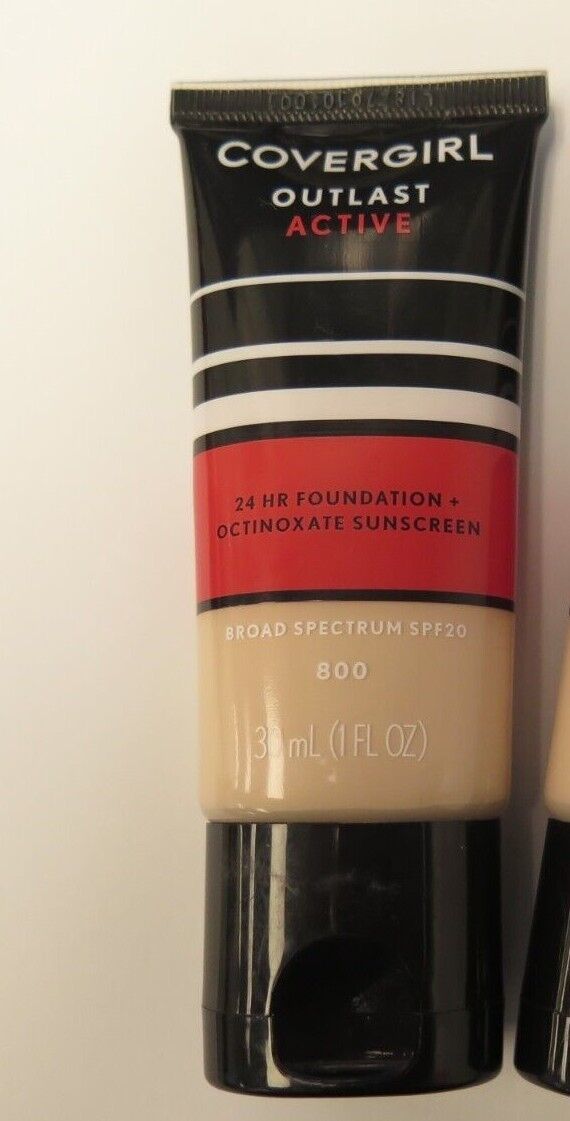 COVERGIRL
OUTLAST
ACTIVE
24 HR FOUNDATION +
OCTINOXATE SUNSCREEN
BROAD SPECTRUM SPF20
800
30 mL (1 FL OZ)